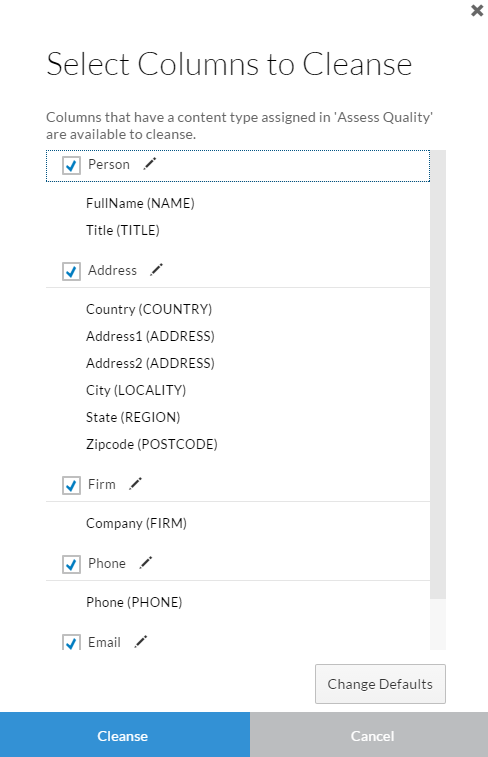 Select Columns to Cleanse
Columns that have a content type assigned in 'Assess Quality'
are available to cleanse.
Person
FullName (NAME)
Title (TITLE)
Address
Country (COUNTRY)
Address1 (ADDRESS)
Address2 (ADDRESS)
City (LOCALITY)
State (REGION)
Zipcode (POSTCODE)
Firm
Company (FIRM)
Phone
Phone (PHONE)
Email
Change Defaults
Cleanse
Cancel